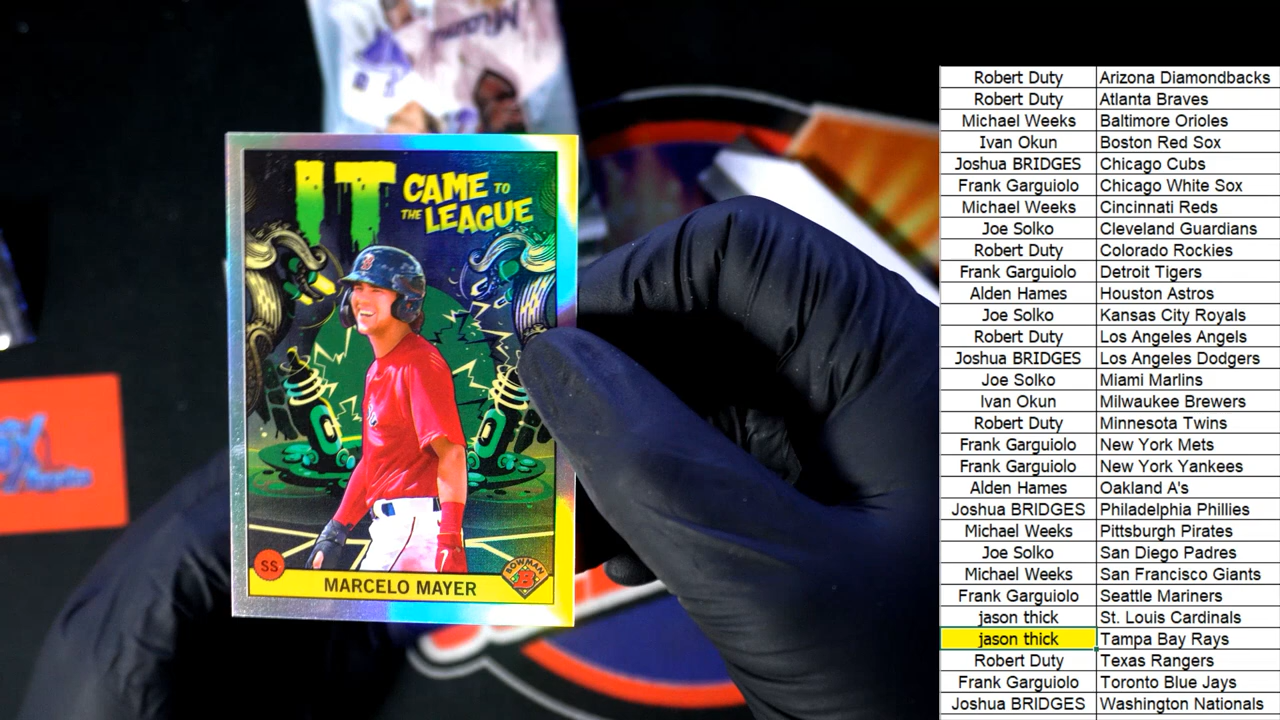 IT
CAME TO
THE LEAGUE
SS
MARCELO MAYER
BOWMAN
B
Robert Duty Arizona Diamondbacks
Robert Duty Atlanta Braves
Michael Weeks Baltimore Orioles
Ivan Okun Boston Red Sox
Joshua BRIDGES Chicago Cubs
Frank Garguiolo Chicago White Sox
Michael Weeks Cincinnati Reds
Joe Solko Cleveland Guardians
Robert Duty Colorado Rockies
Frank Garguiolo Detroit Tigers
Alden Hames Houston Astros
Joe Solko Kansas City Royals
Robert Duty Los Angeles Angels
Joshua BRIDGES Los Angeles Dodgers
Joe Solko Miami Marlins
Ivan Okun Milwaukee Brewers
Robert Duty Minnesota Twins
Frank Garguiolo New York Mets
Frank Garguiolo New York Yankees
Alden Hames Oakland A's
Joshua BRIDGES Philadelphia Phillies
Michael Weeks Pittsburgh Pirates
Joe Solko San Diego Padres
Michael Weeks San Francisco Giants
Frank Garguiolo Seattle Mariners
jason thick St. Louis Cardinals
jason thick Tampa Bay Rays
Robert Duty Texas Rangers
Frank Garguiolo Toronto Blue Jays
Joshua BRIDGES Washington Nationals